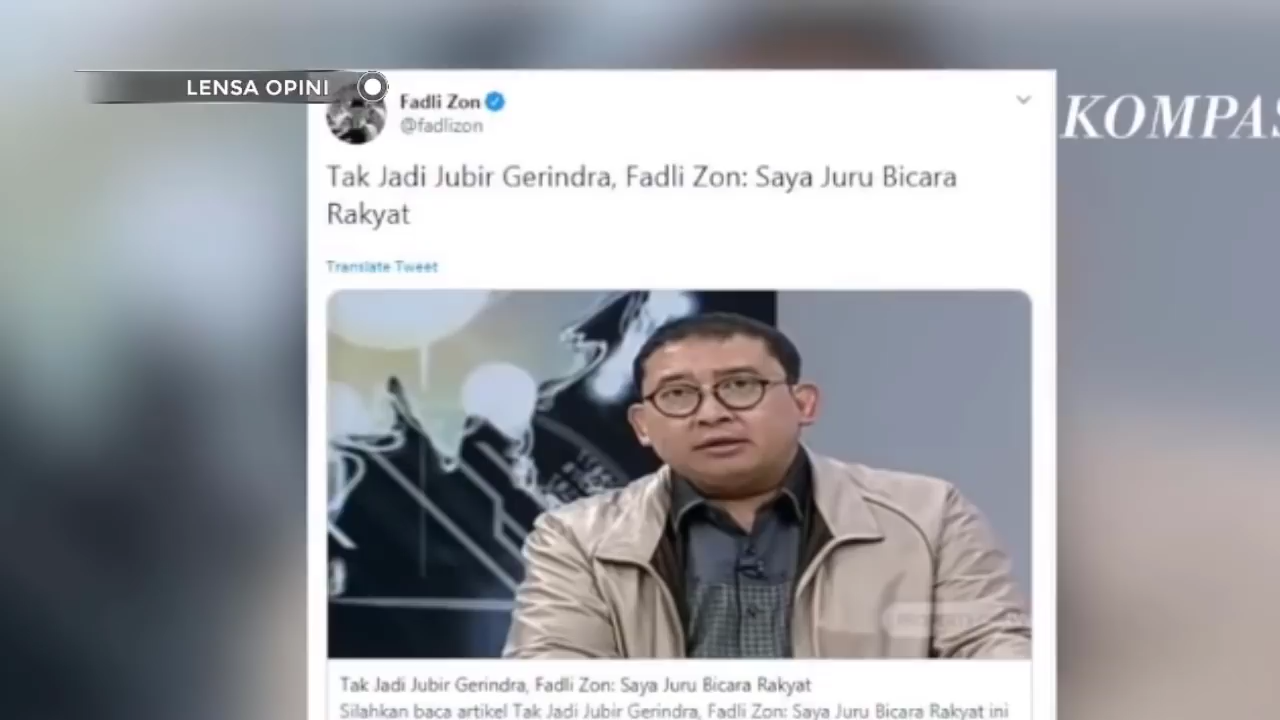 LENSA OPINI
KOMPAS
Fadli Zon
@fadlizon
Tak Jadi Jubir Gerindra, Fadli Zon: Saya Juru Bicara
Rakyat
Translate Tweet
Tak Jadi Jubir Gerindra, Fadli Zon: Saya Juru Bicara Rakyat
Silahkan baca artikel Tak Jadi Jubir Gerindra, Fadli Zon: Saya Juru Bicara Rakyat ini